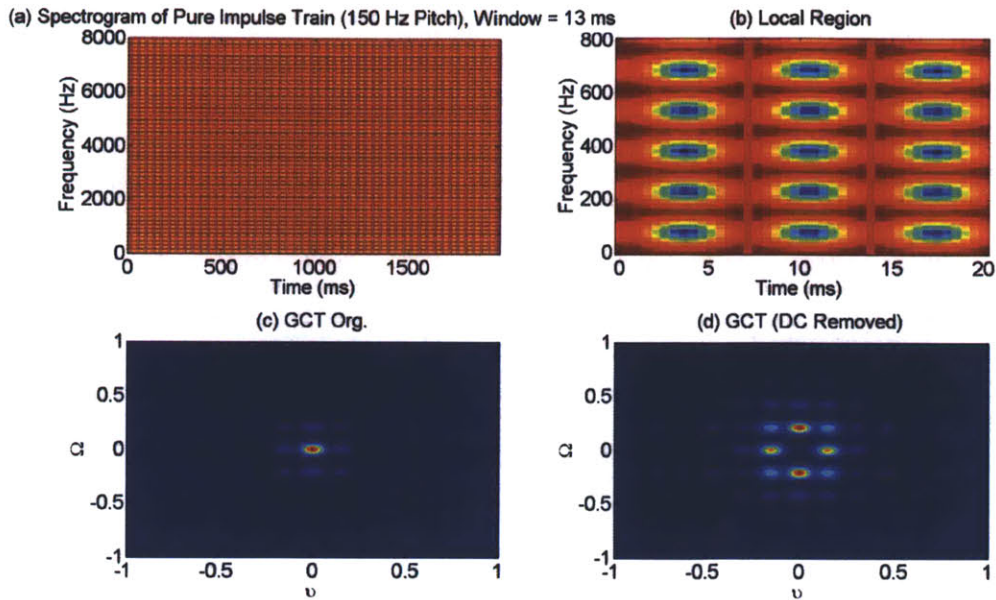 (a) Spectrogram of Pure Impulse Train (150 Hz Pitch), Window = 13 ms
(b) Local Region
8000
6000
4000
2000
0
Frequency (Hz)
0 500 1000 1500
Time (ms)
800
600
400
200
0
Frequency (Hz)
0 5 10 15 20
Time (ms)
(c) GCT Org.
(d) GCT (DC Removed)
1
0.5
0
-0.5
-1
Ω
-1 -0.5 0 0.5 1
υ
1
0.5
0
-0.5
-1
Ω
-1 -0.5 0 0.5 1
υ